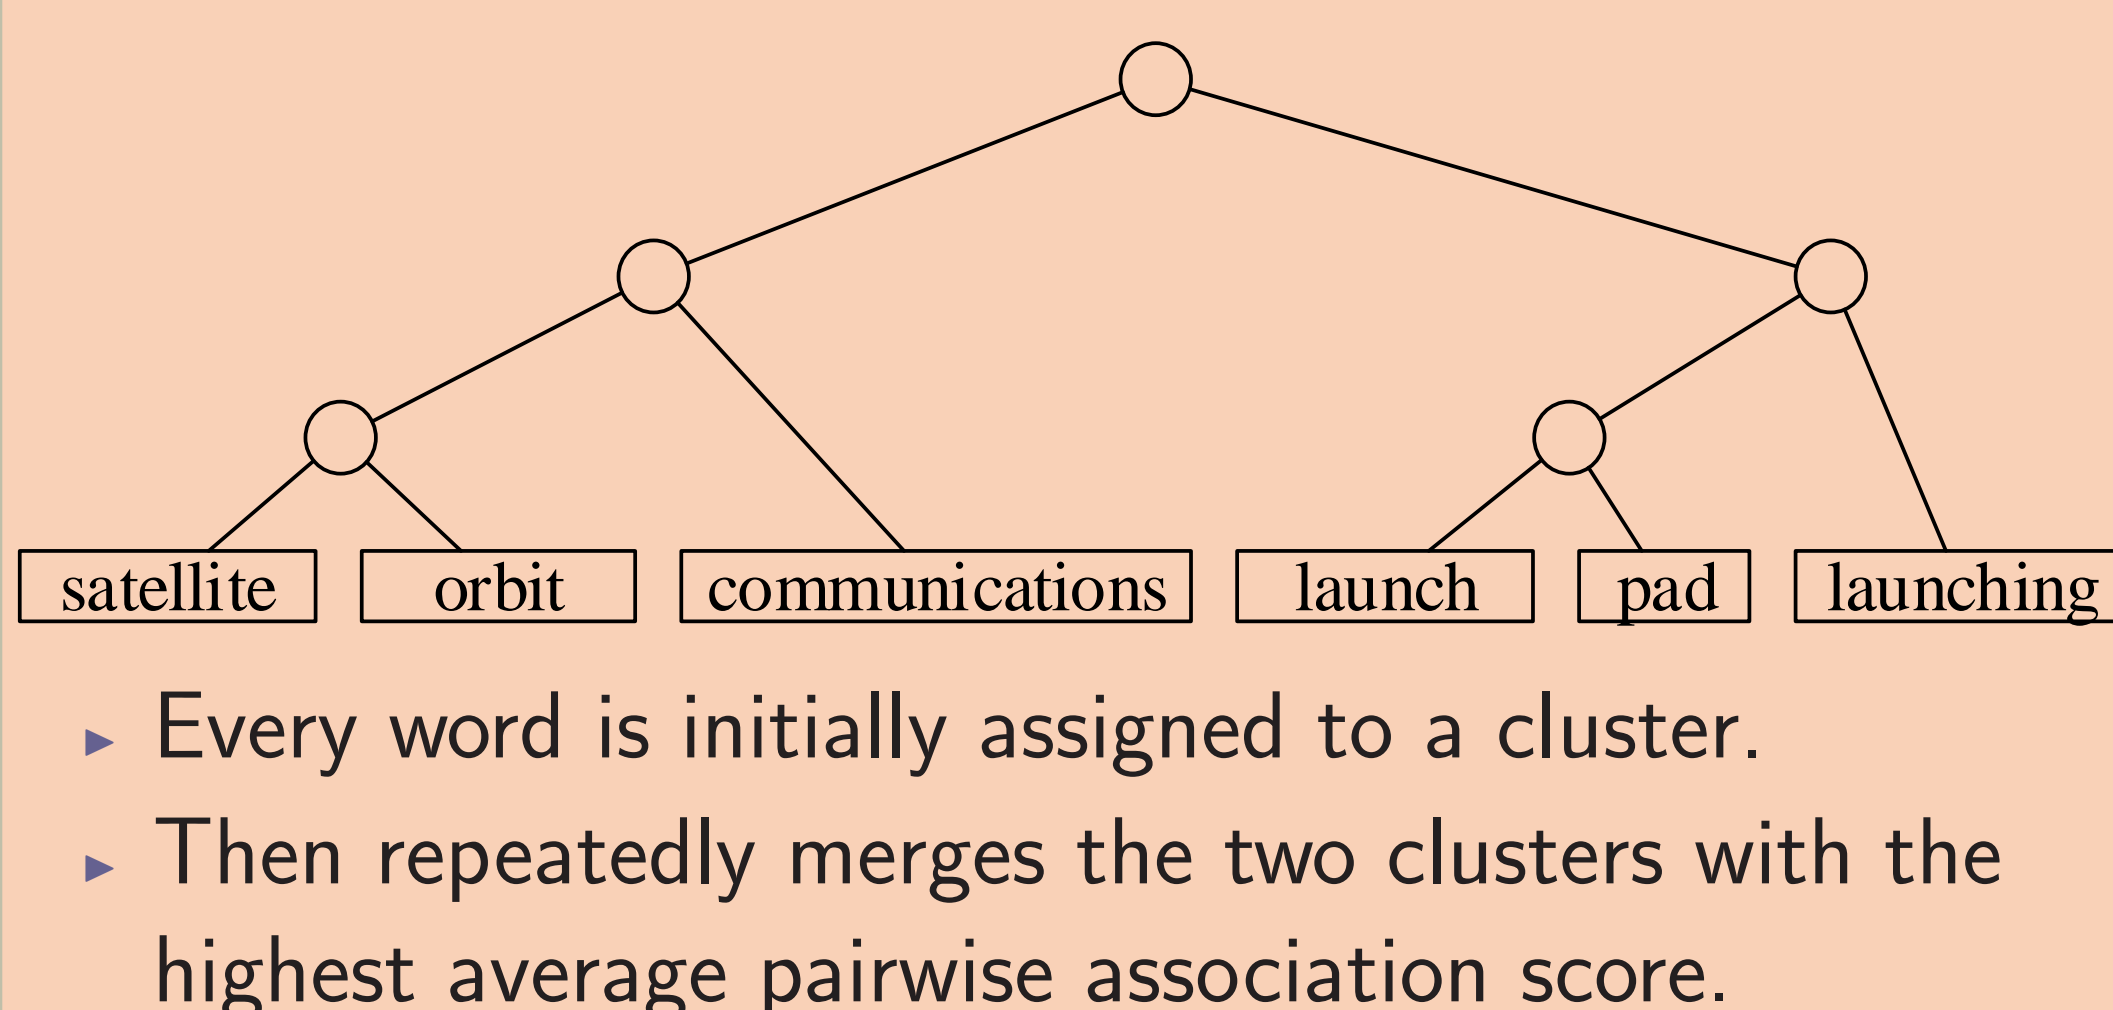 satellite orbit communications launch pad launching
Every word is initially assigned to a cluster.
Then repeatedly merges the two clusters with the
highest average pairwise association score.